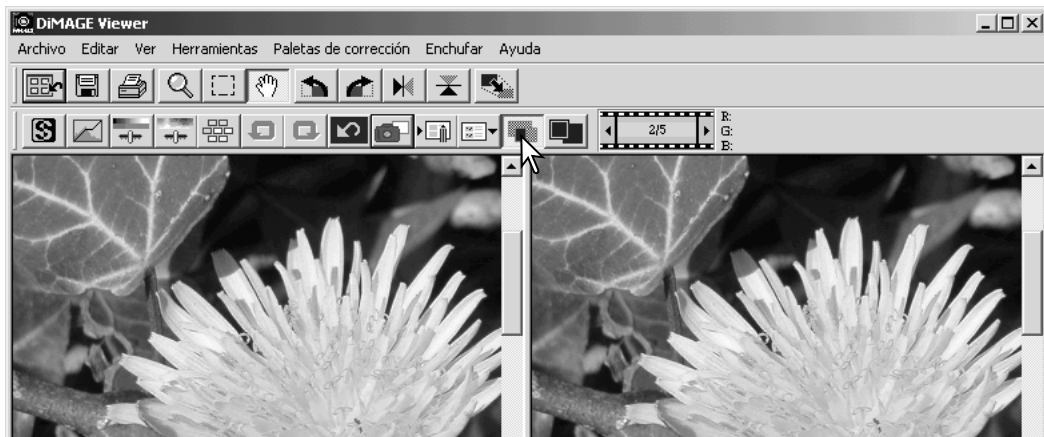 DiMAGE Viewer
Archivo Editar Ver Herramientas Paletas de corrección Enchufar Ayuda
2/5
R:
G:
B: